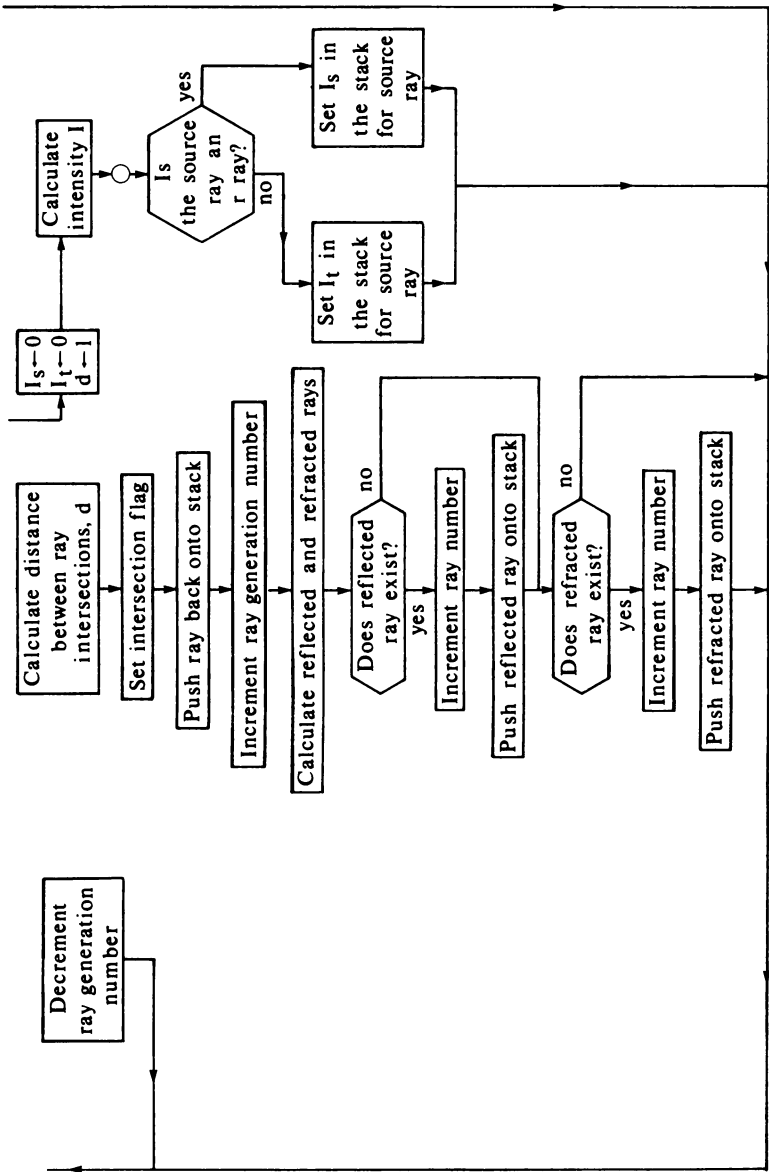 Decrement
ray generation
number
Calculate distance
between ray
intersections, d
Set intersection flag
Push ray back onto stack
Increment ray generation number
Calculate reflected and refracted rays
Does reflected
ray exist?
no
yes
Increment ray number
Push reflected ray onto stack
Does refracted
ray exist?
no
yes
Increment ray number
Push refracted ray onto stack
Is←0
It←0
d←1
Calculate
intensity I
Is
the source
ray an
r ray?
yes
no
Set It in
the stack
for source
ray
Set Is in
the stack
for source
ray